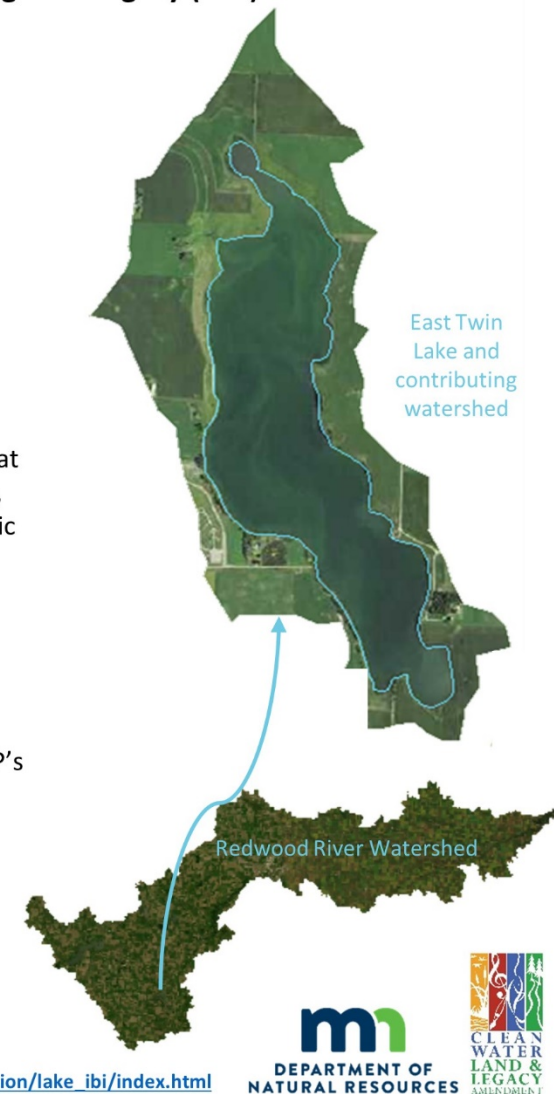 East Twin
Lake and
contributing
watershed
at
ic
P's
Redwood River Watershed
ion/lake_ibi/index.html
mn
DEPARTMENT OF
NATURAL RESOURCES
CLEAN
WATER
LAND &
LEGACY
AMENDMENT